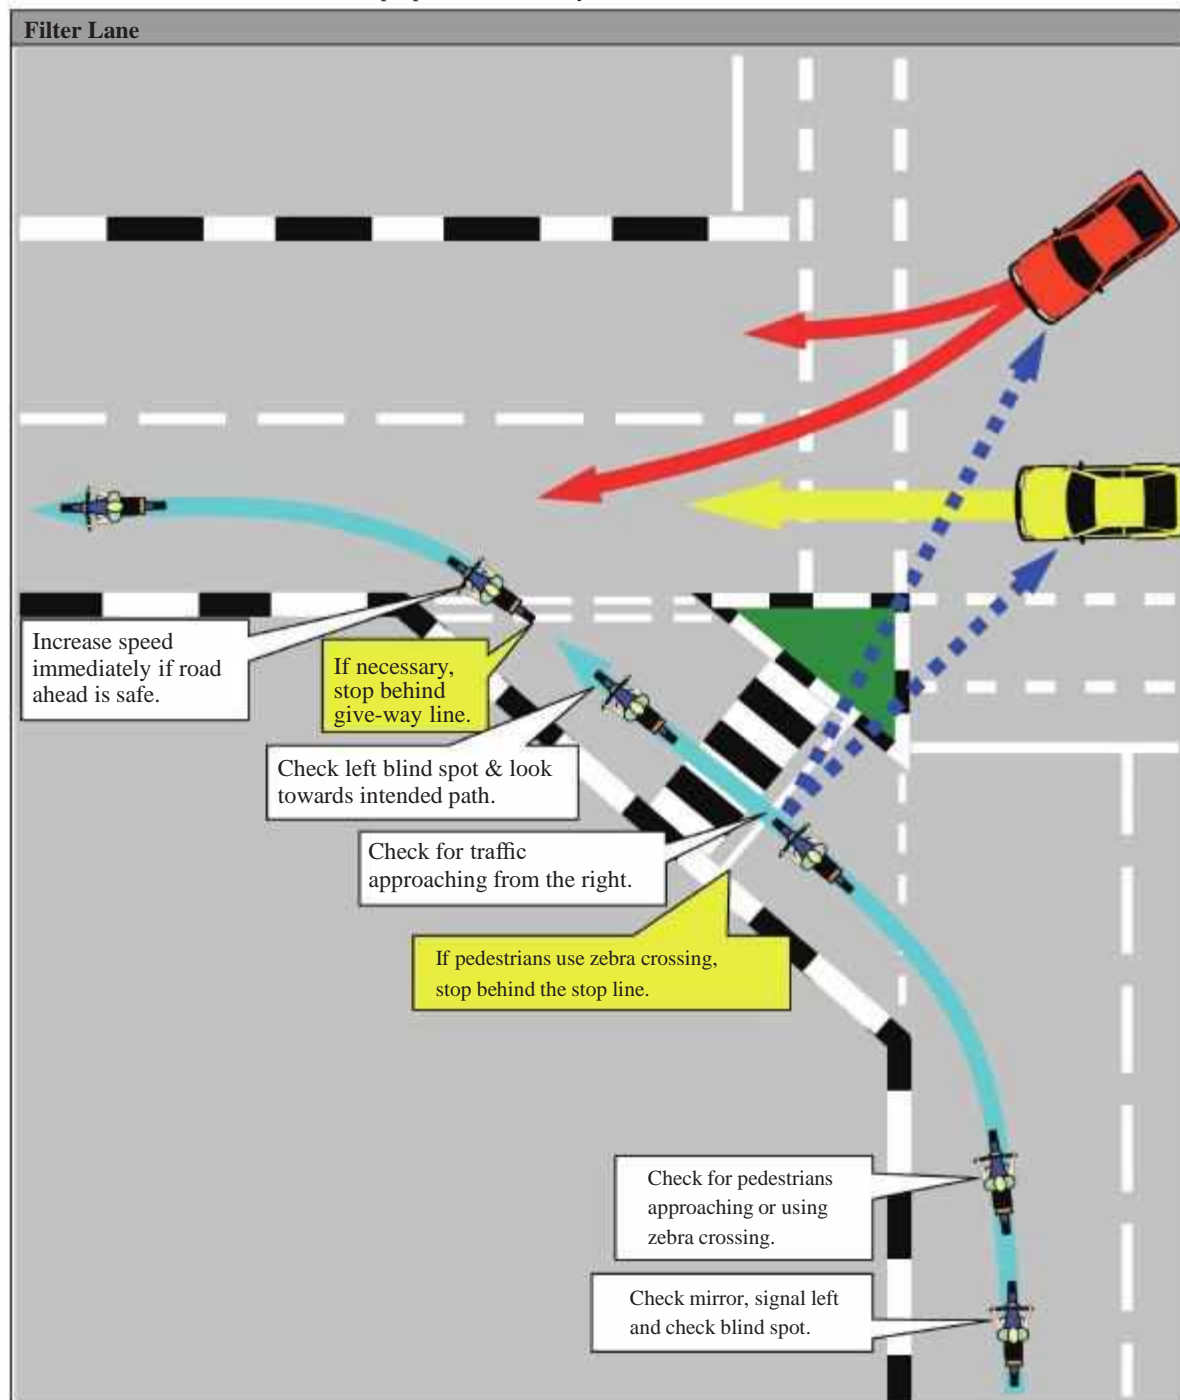 Filter Lane
Increase speed
immediately if road
ahead is safe.
If necessary,
stop behind
give-way line.
Check left blind spot & look
towards intended path.
Check for traffic
approaching from the right.
If pedestrians use zebra crossing,
stop behind the stop line.
Check for pedestrians
approaching or using
zebra crossing.
Check mirror, signal left
and check blind spot.